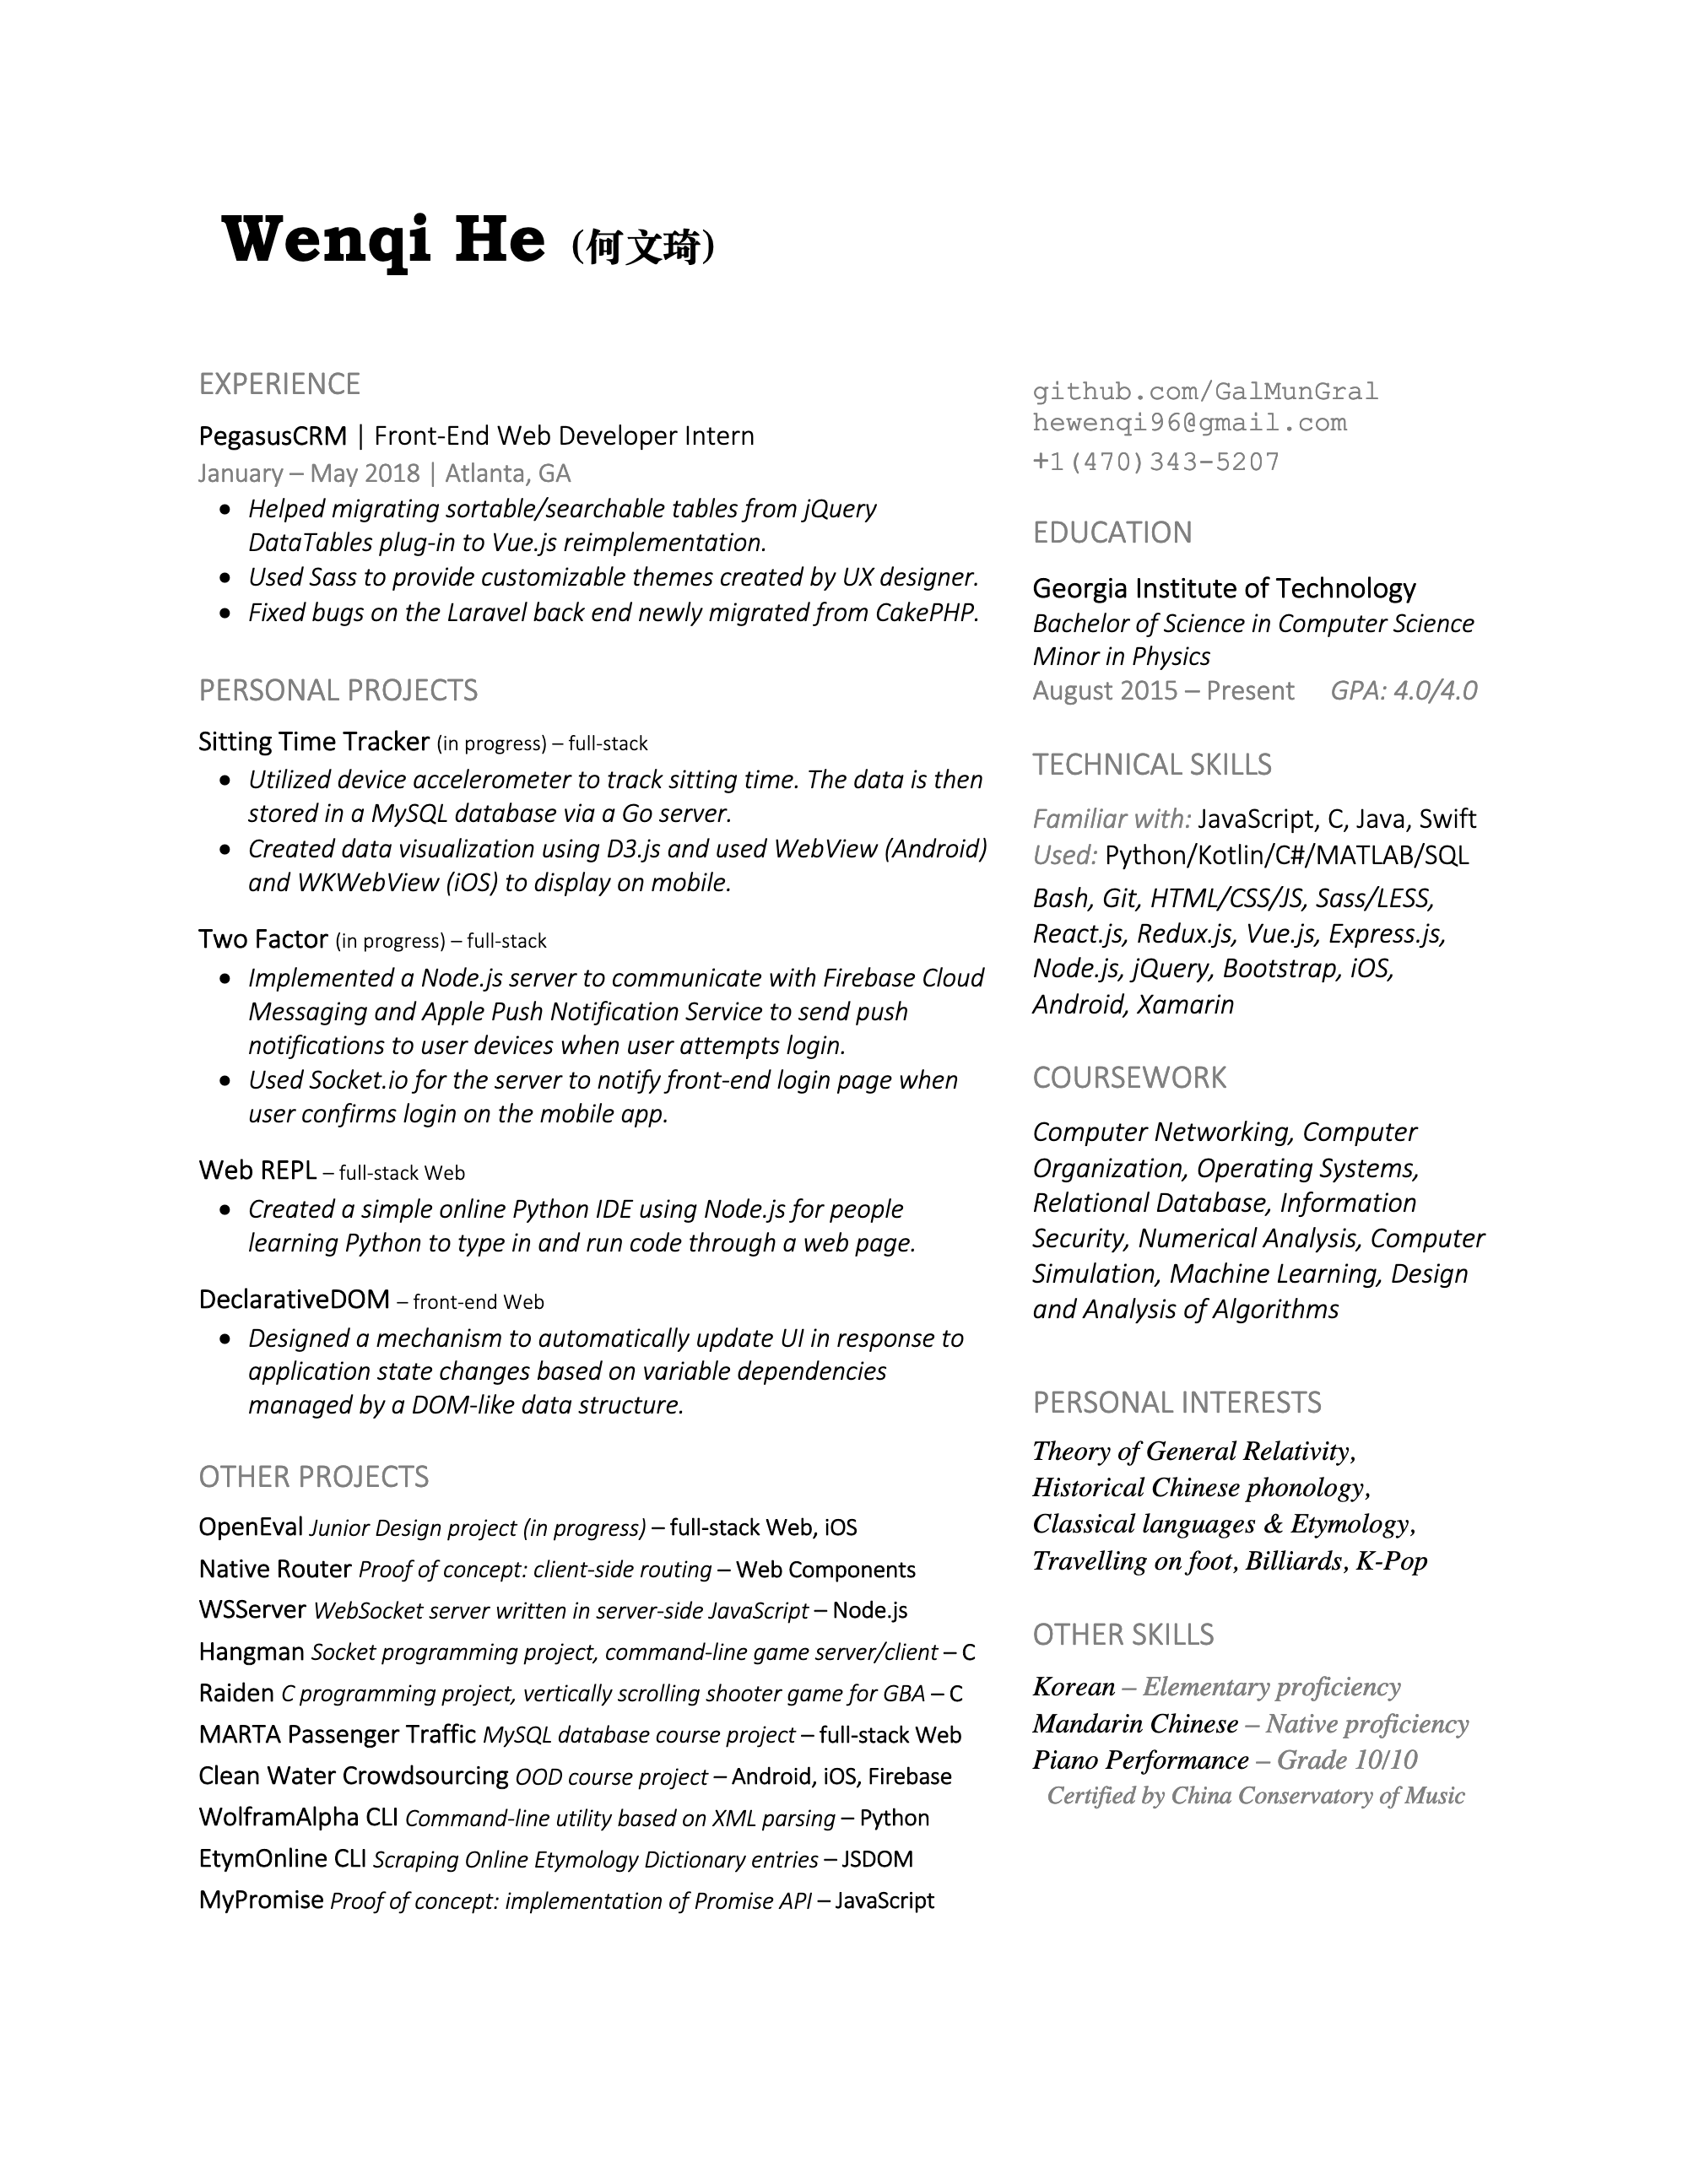 Wenqi He (何文琦)
EXPERIENCE
PegasusCRM | Front-End Web Developer Intern
January – May 2018 | Atlanta, GA
• Helped migrating sortable/searchable tables from jQuery
DataTables plug-in to Vue.js reimplementation.
• Used Sass to provide customizable themes created by UX designer.
• Fixed bugs on the Laravel back end newly migrated from CakePHP.
PERSONAL PROJECTS
Sitting Time Tracker (in progress) – full-stack
• Utilized device accelerometer to track sitting time. The data is then
stored in a MySQL database via a Go server.
• Created data visualization using D3.js and used WebView (Android)
and WKWebView (iOS) to display on mobile.
Two Factor (in progress) – full-stack
• Implemented a Node.js server to communicate with Firebase Cloud
Messaging and Apple Push Notification Service to send push
notifications to user devices when user attempts login.
• Used Socket.io for the server to notify front-end login page when
user confirms login on the mobile app.
Web REPL – full-stack Web
• Created a simple online Python IDE using Node.js for people
learning Python to type in and run code through a web page.
DeclarativeDOM – front-end Web
• Designed a mechanism to automatically update UI in response to
application state changes based on variable dependencies
managed by a DOM-like data structure.
OTHER PROJECTS
OpenEval Junior Design project (in progress) – full-stack Web, iOS
Native Router Proof of concept: client-side routing – Web Components
WSServer WebSocket server written in server-side JavaScript – Node.js
Hangman Socket programming project, command-line game server/client – C
Raiden C programming project, vertically scrolling shooter game for GBA – C
MARTA Passenger Traffic MySQL database course project – full-stack Web
Clean Water Crowdsourcing OOD course project – Android, iOS, Firebase
WolframAlpha CLI Command-line utility based on XML parsing – Python
EtymOnline CLI Scraping Online Etymology Dictionary entries – JSDOM
MyPromise Proof of concept: implementation of Promise API – JavaScript
github.com/GalMunGral
hewenqi96@gmail.com
+1(470)343-5207
EDUCATION
Georgia Institute of Technology
Bachelor of Science in Computer Science
Minor in Physics
August 2015 – Present GPA: 4.0/4.0
TECHNICAL SKILLS
Familiar with: JavaScript, C, Java, Swift
Used: Python/Kotlin/C#/MATLAB/SQL
Bash, Git, HTML/CSS/JS, Sass/LESS,
React.js, Redux.js, Vue.js, Express.js,
Node.js, jQuery, Bootstrap, iOS,
Android, Xamarin
COURSEWORK
Computer Networking, Computer
Organization, Operating Systems,
Relational Database, Information
Security, Numerical Analysis, Computer
Simulation, Machine Learning, Design
and Analysis of Algorithms
PERSONAL INTERESTS
Theory of General Relativity,
Historical Chinese phonology,
Classical languages & Etymology,
Travelling on foot, Billiards, K-Pop
OTHER SKILLS
Korean – Elementary proficiency
Mandarin Chinese – Native proficiency
Piano Performance – Grade 10/10
Certified by China Conservatory of Music